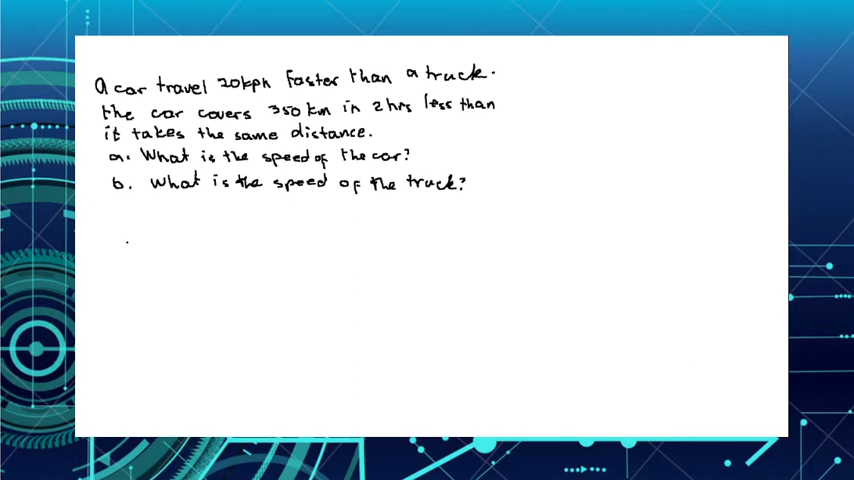 A car travel 20kph faster than a truck.
the car covers 350 km in 2 hrs less than
it takes the same distance.
a. What is the speed of the car?
b. What is the speed of the truck?